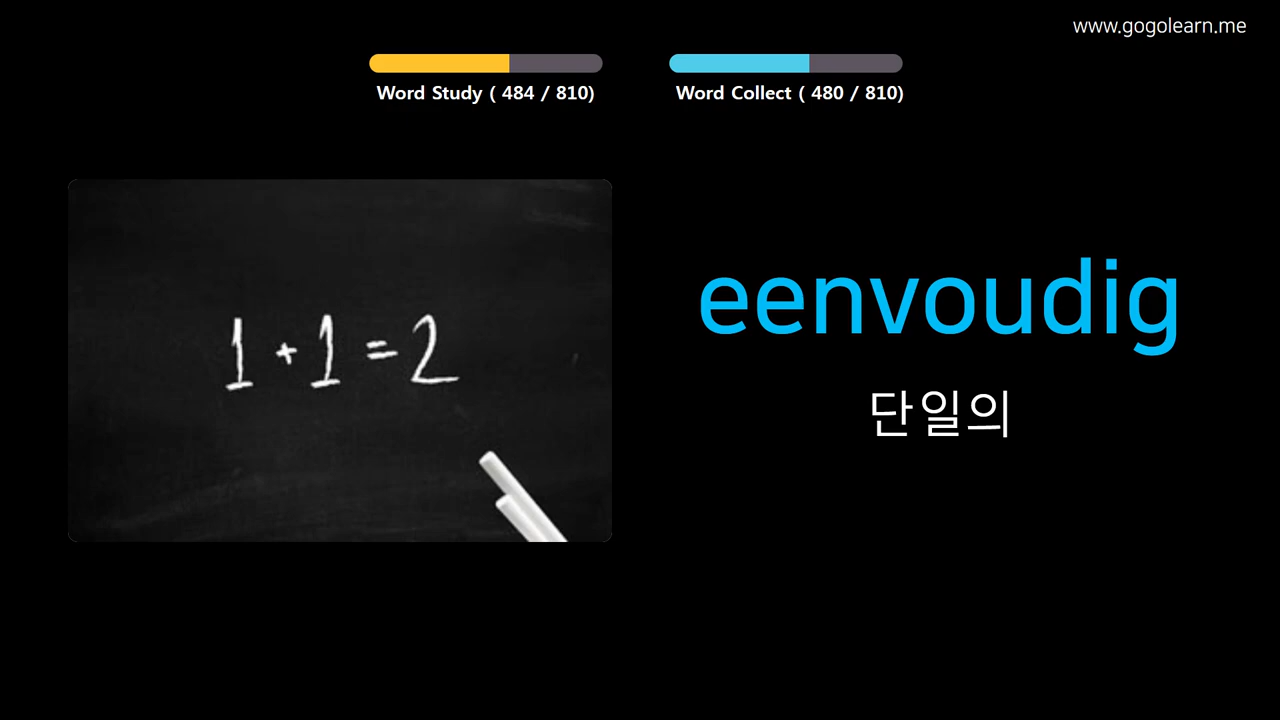 www.gogolearn.me
Word Study ( 484 / 810)
Word Collect ( 480 / 810)
1 + 1 = 2
eenvoudig
단일의